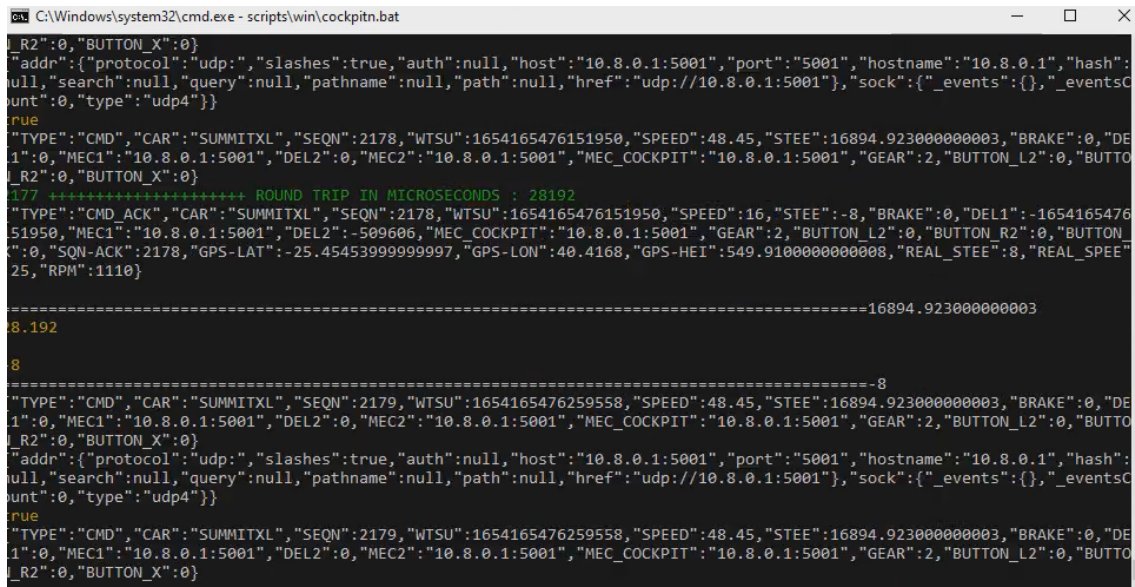 C:\Windows\system32\cmd.exe - scripts\win\cockpitn.bat
_R2":0,"BUTTON_X":0}
"addr":{"protocol":"udp:","slashes":true,"auth":null,"host":"10.8.0.1:5001","port":"5001","hostname":"10.8.0.1","hash":
null,"search":null,"query":null,"pathname":null,"path":null,"href":"udp://10.8.0.1:5001"},"sock":{"_events":{},"_eventsC
ount":0,"type":"udp4"}}
true
"TYPE":"CMD","CAR":"SUMMITXL","SEQN":2178,"WTSU":1654165476151950,"SPEED":48.45,"STEE":16894.923000000003,"BRAKE":0,"DE
L1":0,"MEC1":"10.8.0.1:5001","DEL2":0,"MEC2":"10.8.0.1:5001","MEC_COCKPIT":"10.8.0.1:5001","GEAR":2,"BUTTON_L2":0,"BUTTO
N_R2":0,"BUTTON_X":0}
2177 +++++++++++++++++++++ ROUND TRIP IN MICROSECONDS : 28192
"TYPE":"CMD_ACK","CAR":"SUMMITXL","SEQN":2178,"WTSU":1654165476151950,"SPEED":16,"STEE":-8,"BRAKE":0,"DEL1":-1654165476
151950,"MEC1":"10.8.0.1:5001","DEL2":-509606,"MEC_COCKPIT":"10.8.0.1:5001","GEAR":2,"BUTTON_L2":0,"BUTTON_R2":0,"BUTTON_
X":0,"SQN-ACK":2178,"GPS-LAT":-25.45453999999997,"GPS-LON":40.4168,"GPS-HEI":549.9100000000008,"REAL_STEE":8,"REAL_SPEE"
25,"RPM":1110}
=====================================================================================16894.923000000003
28.192
-8
=====================================================================================-8
"TYPE":"CMD","CAR":"SUMMITXL","SEQN":2179,"WTSU":1654165476259558,"SPEED":48.45,"STEE":16894.923000000003,"BRAKE":0,"DE
L1":0,"MEC1":"10.8.0.1:5001","DEL2":0,"MEC2":"10.8.0.1:5001","MEC_COCKPIT":"10.8.0.1:5001","GEAR":2,"BUTTON_L2":0,"BUTTO
N_R2":0,"BUTTON_X":0}
"addr":{"protocol":"udp:","slashes":true,"auth":null,"host":"10.8.0.1:5001","port":"5001","hostname":"10.8.0.1","hash":
null,"search":null,"query":null,"pathname":null,"path":null,"href":"udp://10.8.0.1:5001"},"sock":{"_events":{},"_eventsC
ount":0,"type":"udp4"}}
true
"TYPE":"CMD","CAR":"SUMMITXL","SEQN":2179,"WTSU":1654165476259558,"SPEED":48.45,"STEE":16894.923000000003,"BRAKE":0,"DE
L1":0,"MEC1":"10.8.0.1:5001","DEL2":0,"MEC2":"10.8.0.1:5001","MEC_COCKPIT":"10.8.0.1:5001","GEAR":2,"BUTTON_L2":0,"BUTTO
N_R2":0,"BUTTON_X":0}